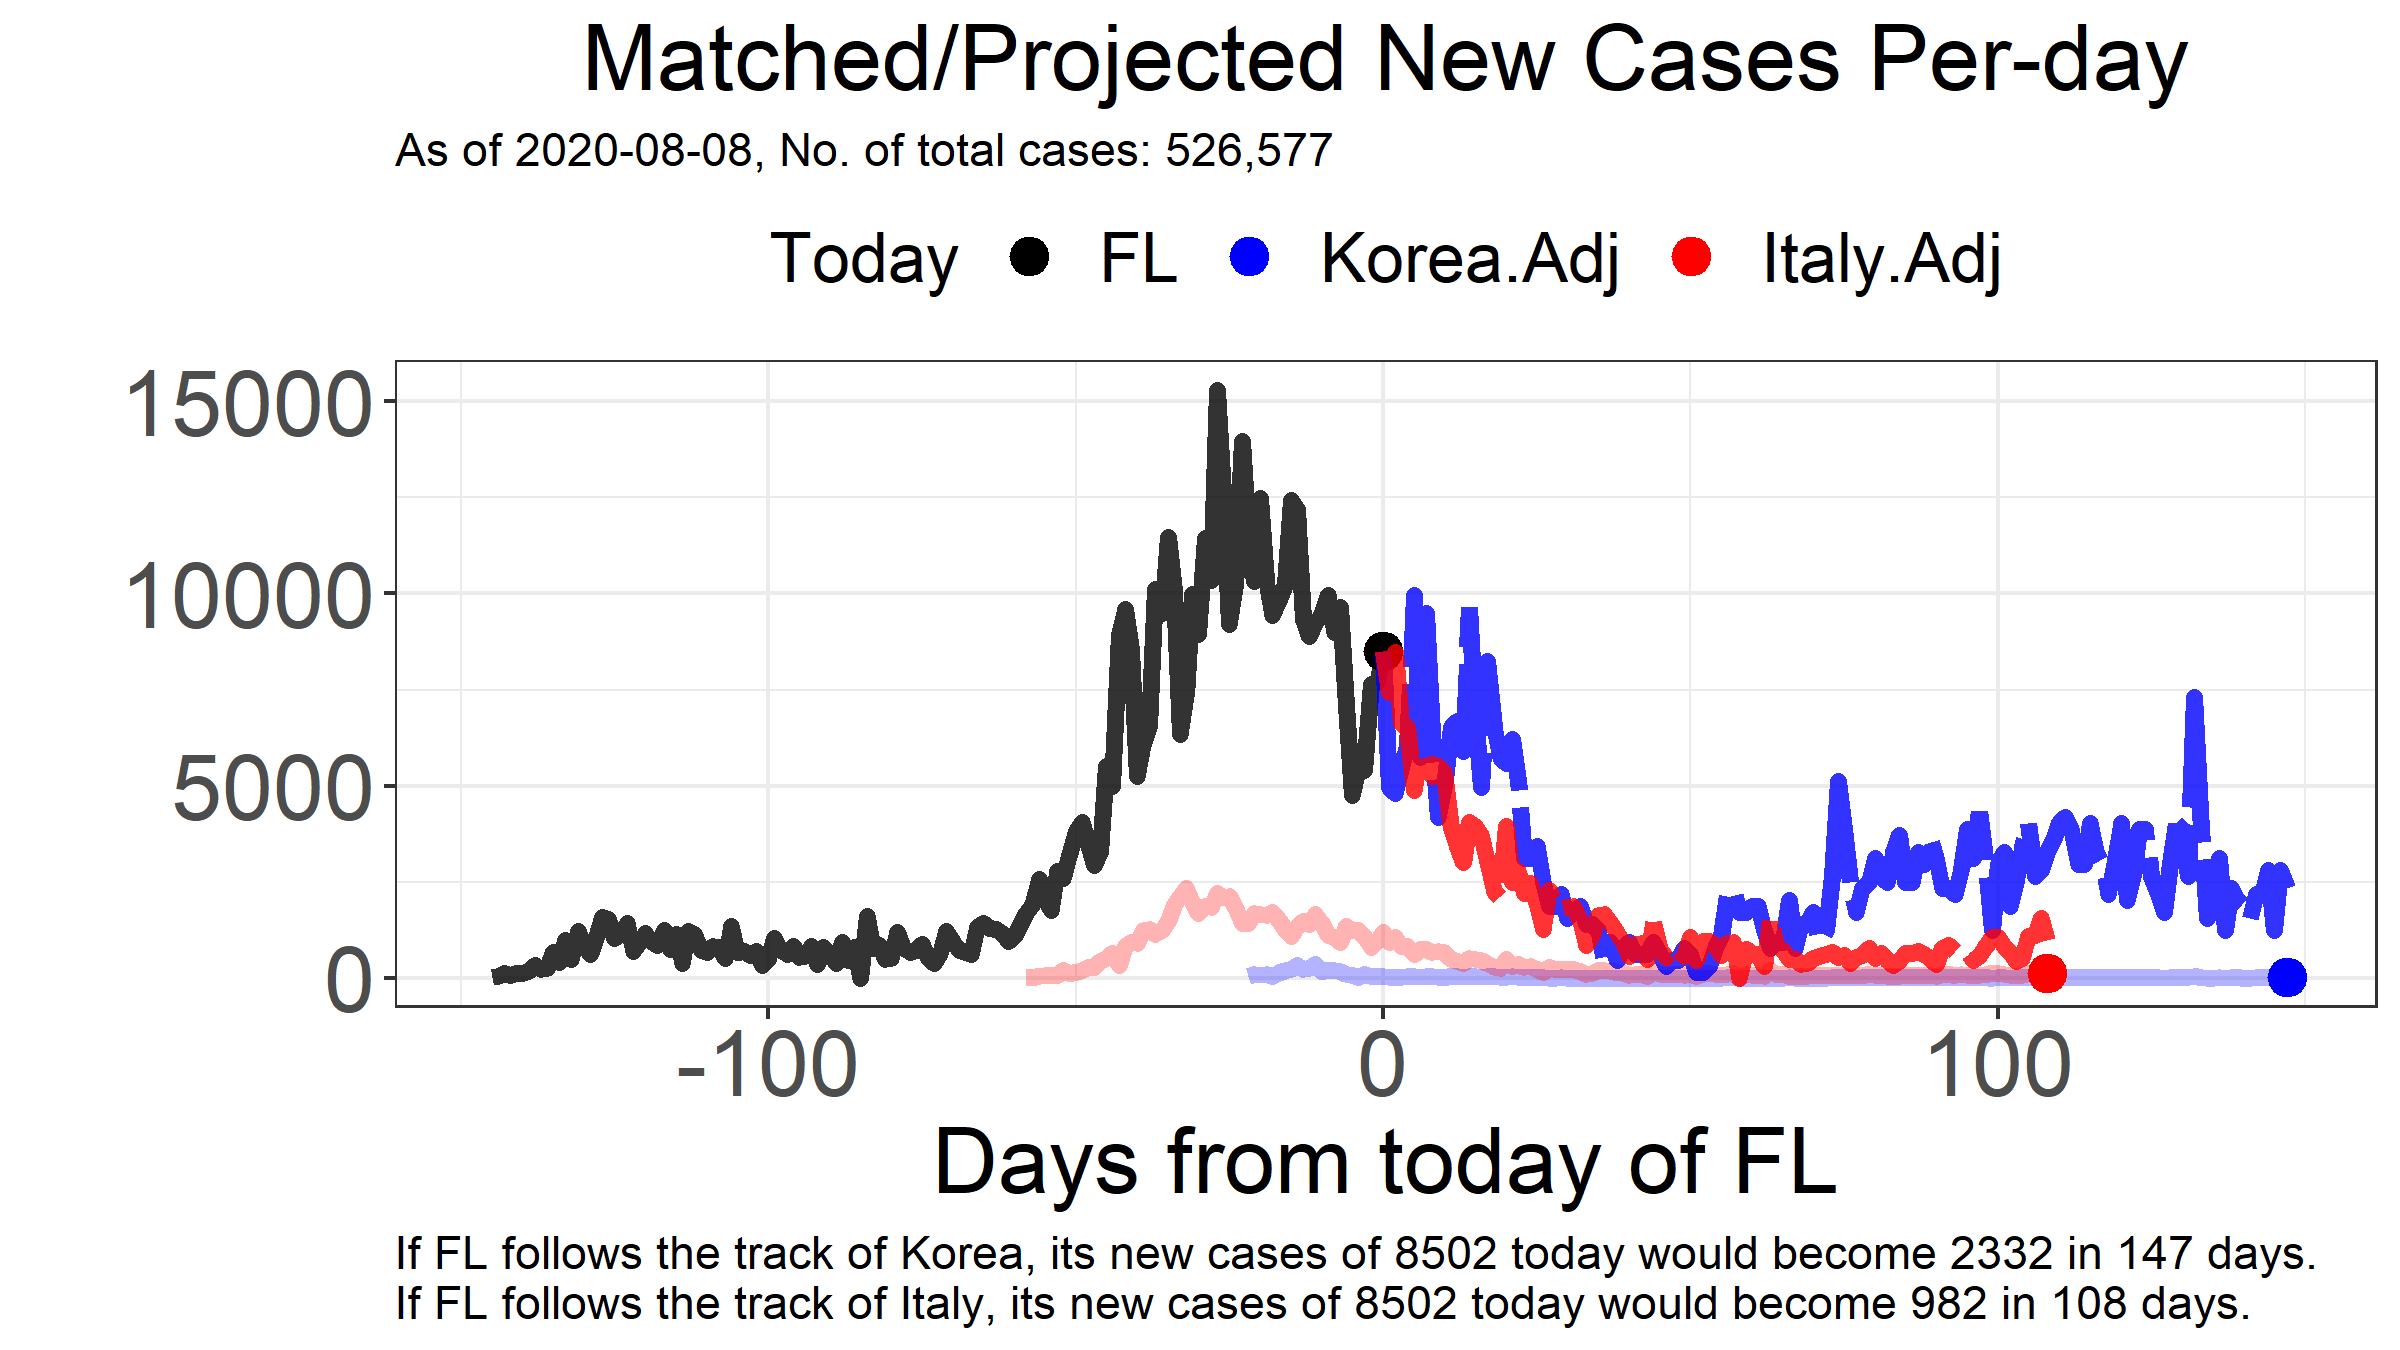 Matched/Projected New Cases Per-day
As of 2020-08-08, No. of total cases: 526,577
Today FL Korea.Adj Italy.Adj
15000
10000
5000
0
-100 0 100
Days from today of FL
If FL follows the track of Korea, its new cases of 8502 today would become 2332 in 147 days.
If FL follows the track of Italy, its new cases of 8502 today would become 982 in 108 days.